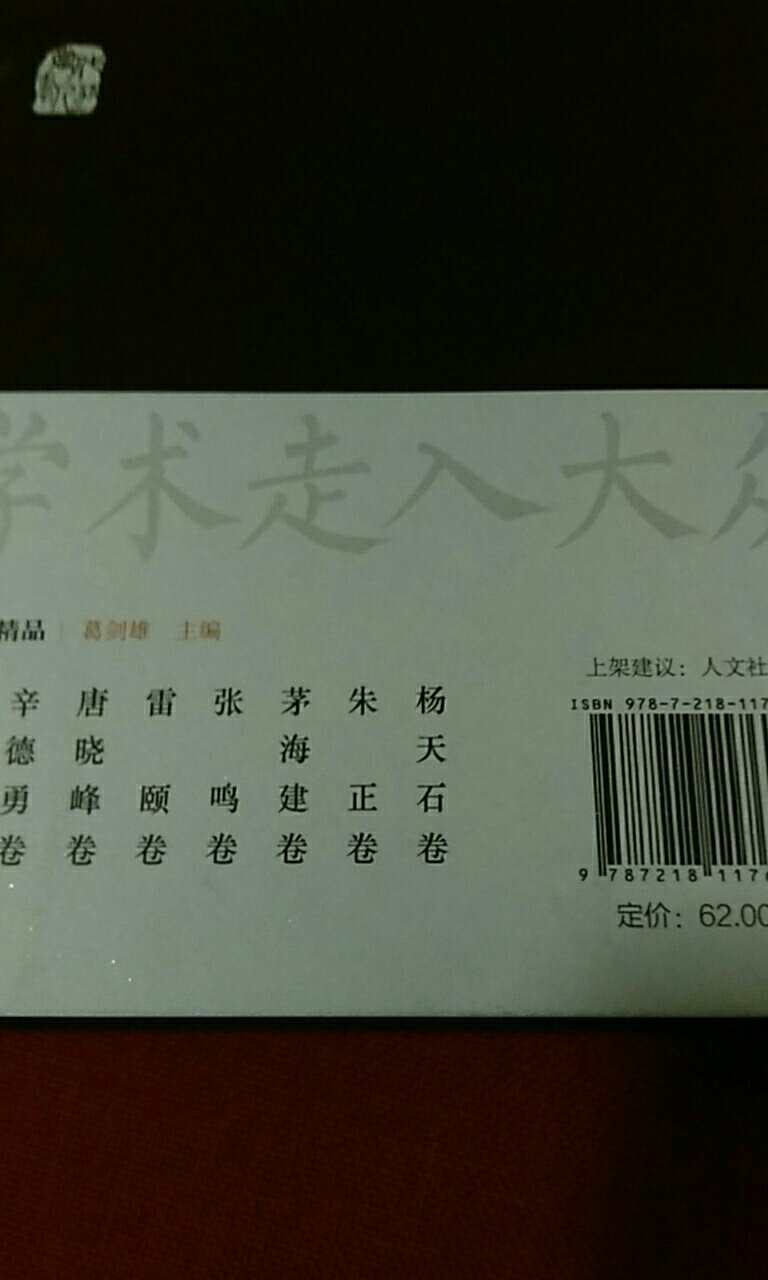 学术走入大众
精品 葛剑雄 主编
辛德勇卷
唐晓峰卷
雷颐卷
张鸣卷
茅海建卷
朱正卷
杨天石卷
上架建议：人文社
ISBN 978-7-218-117
9 787218 117
定价：62.00